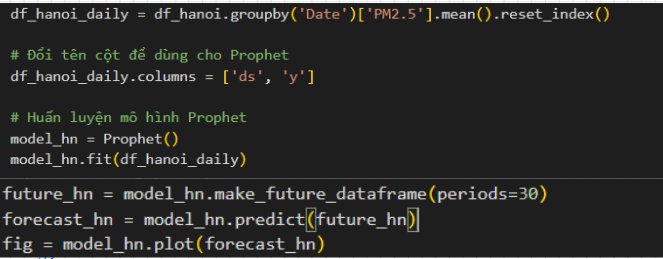 df_hanoi_daily = df_hanoi.groupby('Date')['PM2.5'].mean().reset_index()
# Đổi tên cột để dùng cho Prophet
df_hanoi_daily.columns = ['ds', 'y']
# Huấn luyện mô hình Prophet
model_hn = Prophet()
model_hn.fit(df_hanoi_daily)
future_hn = model_hn.make_future_dataframe(periods=30)
forecast_hn = model_hn.predict(future_hn)
fig = model_hn.plot(forecast_hn)